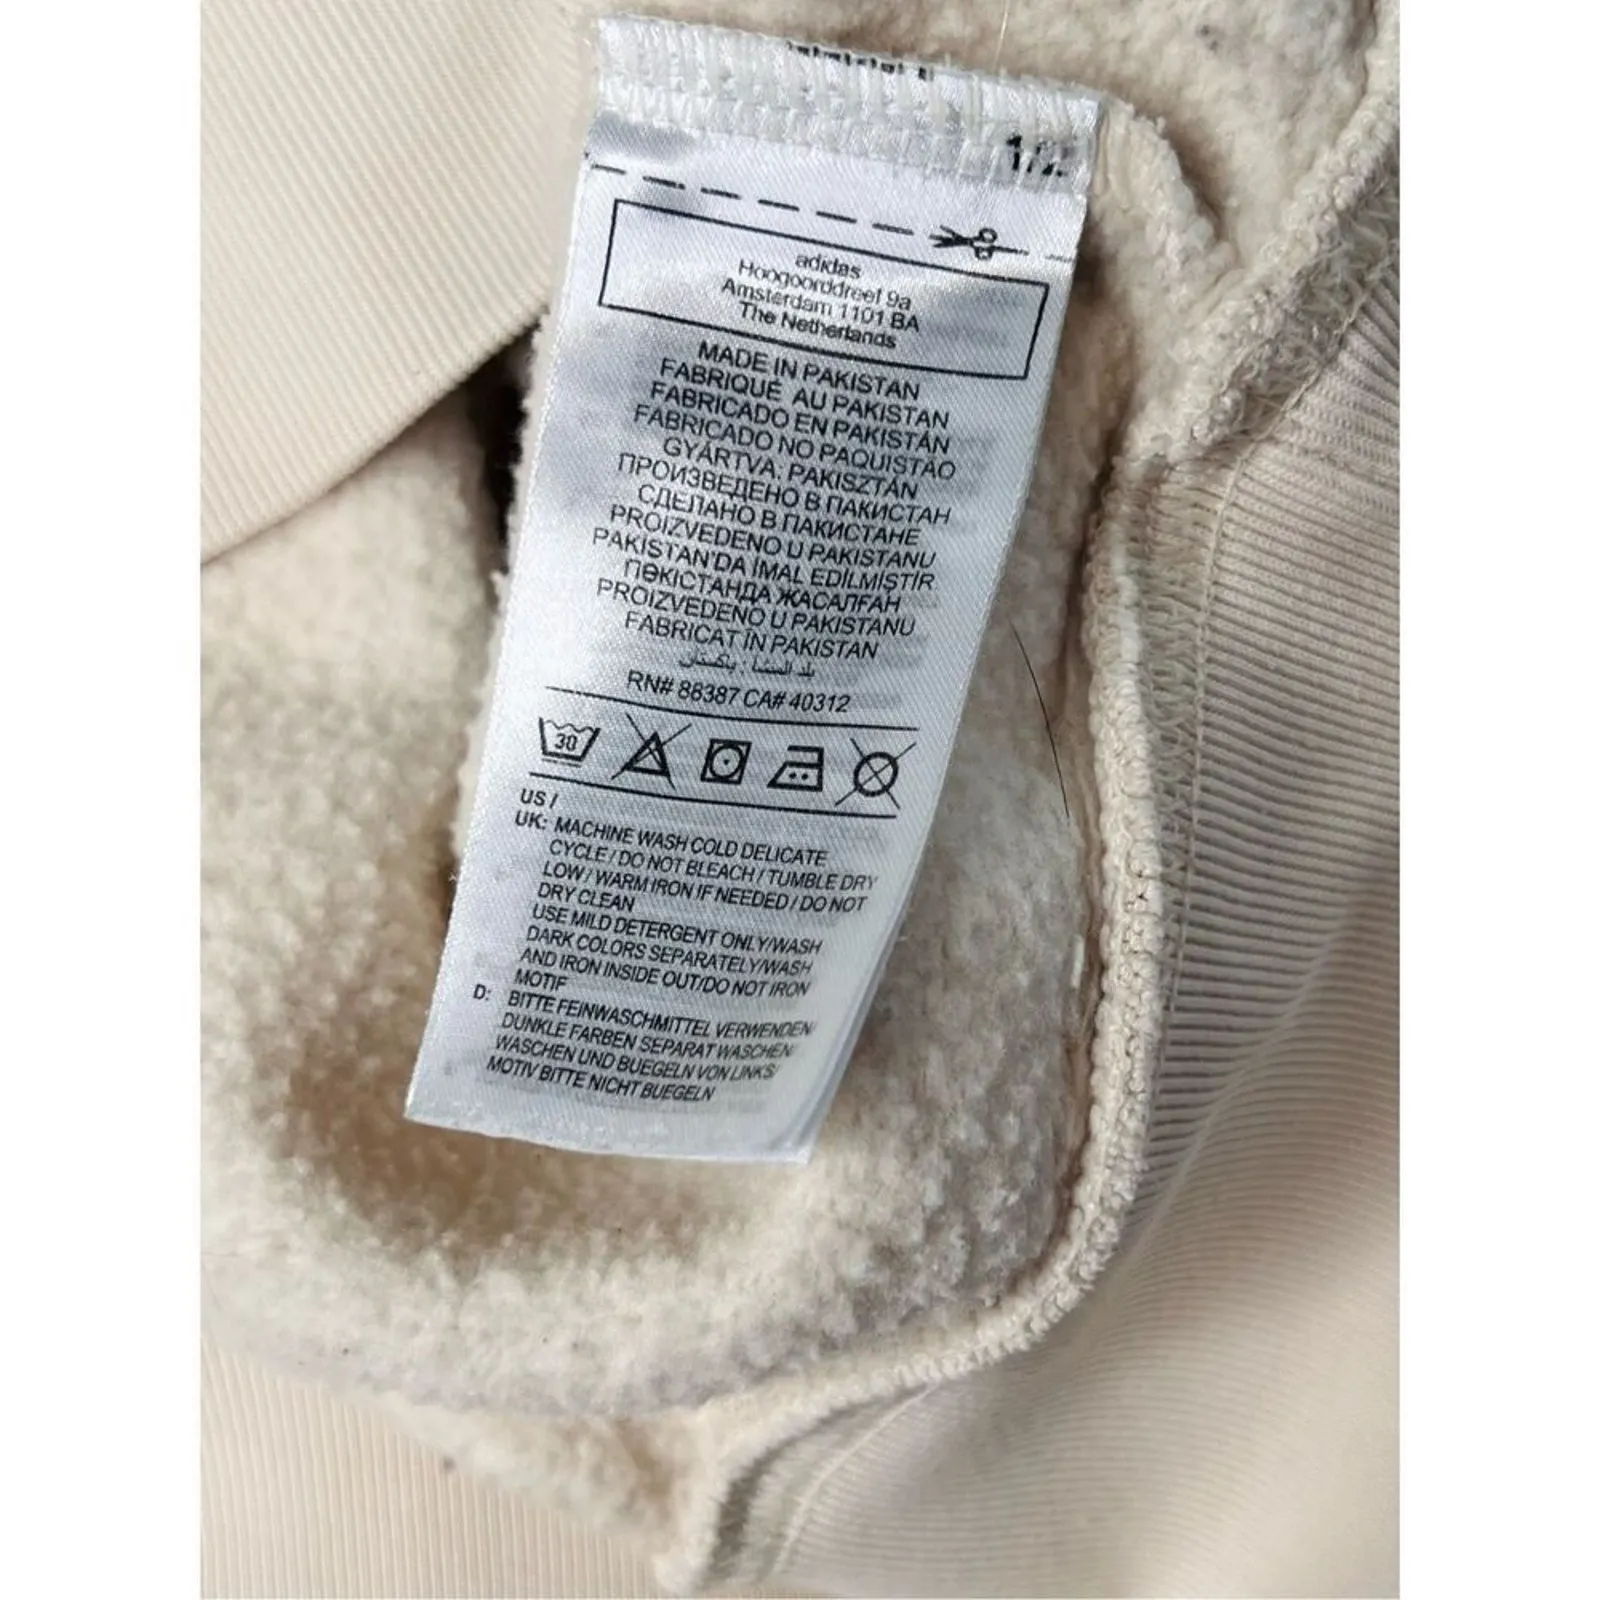 adidas
Hoogoorddreef 9a
Amsterdam 1101 BA
The Netherlands
MADE IN PAKISTAN
FABRIQUÉ AU PAKISTAN
FABRICADO EN PAKISTÁN
FABRICADO NO PAQUISTÃO
GYÁRTVA: PAKISZTÁN
ПРОИЗВЕДЕНО В ПАКИСТАН
СДЕЛАНО В ПАКИСТАНЕ
PROIZVEDENO U PAKISTANU
PAKİSTAN'DA İMAL EDİLMİŞTİR
ПӘКІСТАНДА ЖАСАЛҒАН
PROIZVEDENO U PAKISTANU
FABRICAT ÎN PAKISTAN
بلد المنشأ : باكستان
RN# 88387 CA# 40312
30
US /
UK: MACHINE WASH COLD DELICATE
CYCLE / DO NOT BLEACH / TUMBLE DRY
LOW / WARM IRON IF NEEDED / DO NOT
DRY CLEAN
USE MILD DETERGENT ONLY/WASH
DARK COLORS SEPARATELY/WASH
AND IRON INSIDE OUT/DO NOT IRON
MOTIF
D: BITTE FEINWASCHMITTEL VERWENDEN/
DUNKLE FARBEN SEPARAT WASCHEN/
WASCHEN UND BUEGELN VON LINKS/
MOTIV BITTE NICHT BUEGELN